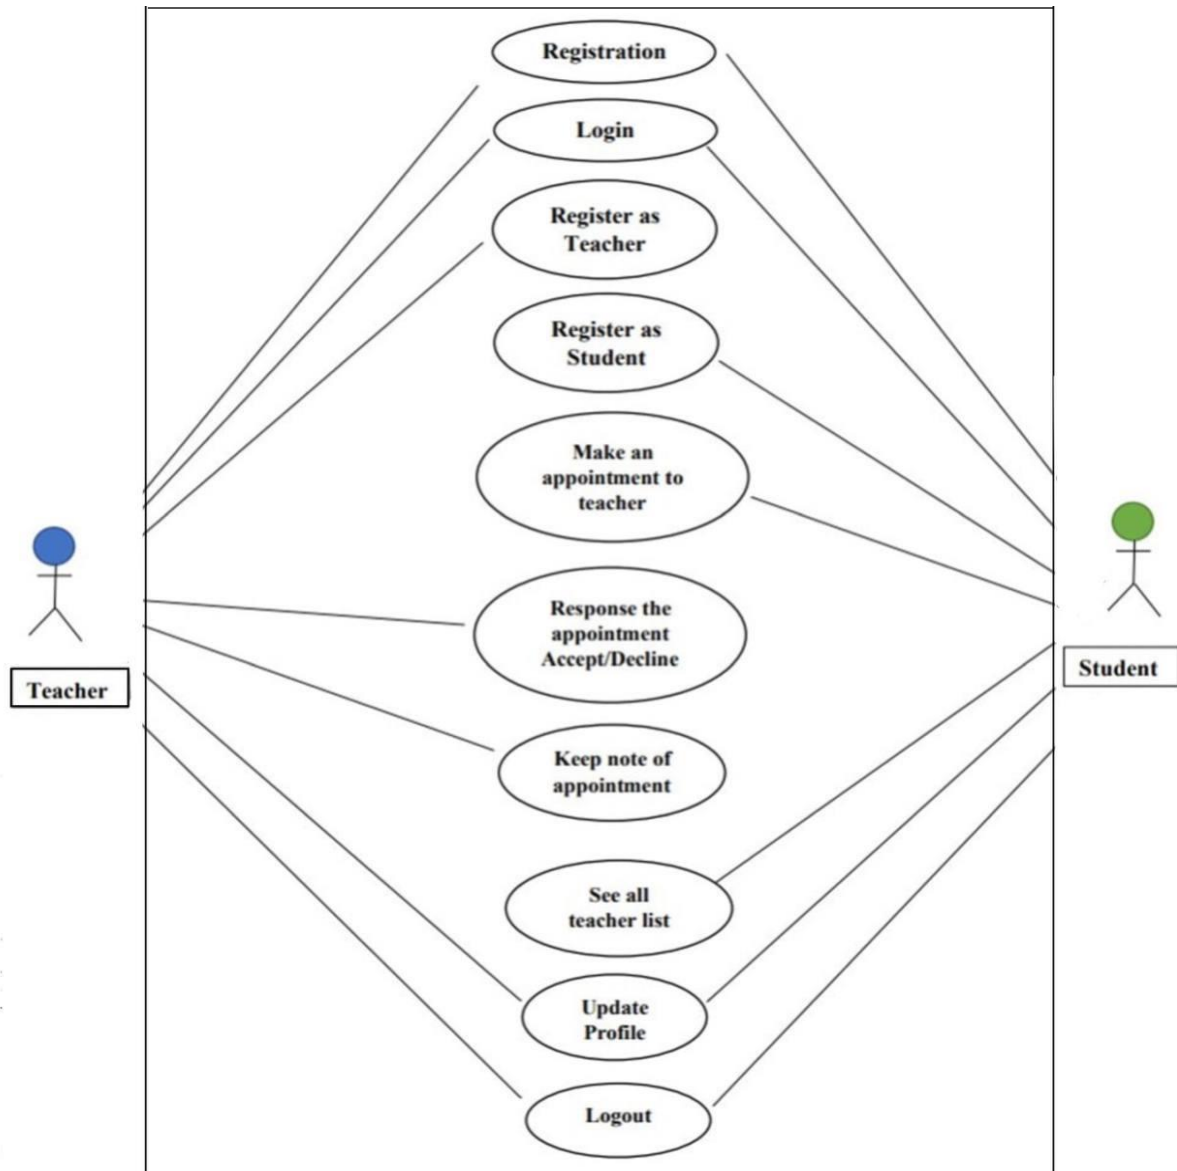 Registration
Login
Register as
Teacher
Register as
Student
Make an
appointment to
teacher
Response the
appointment
Accept/Decline
Teacher
Student
Keep note of
appointment
See all
teacher list
Update
Profile
Logout